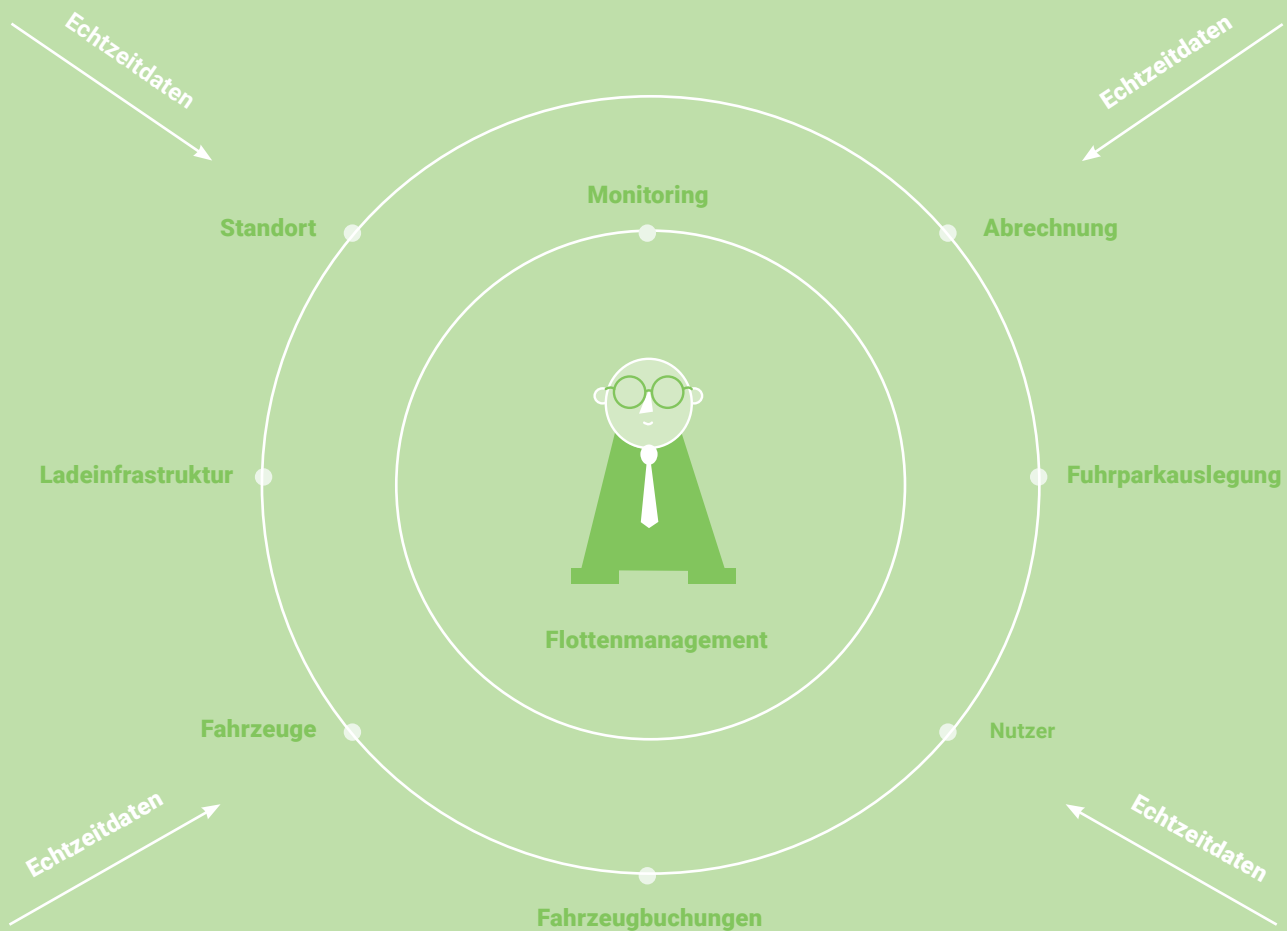 Echtzeitdaten
Echtzeitdaten
Monitoring
Standort
Abrechnung
Ladeinfrastruktur
Fuhrparkauslegung
Flottenmanagement
Fahrzeuge
Nutzer
Echtzeitdaten
Echtzeitdaten
Fahrzeugbuchungen